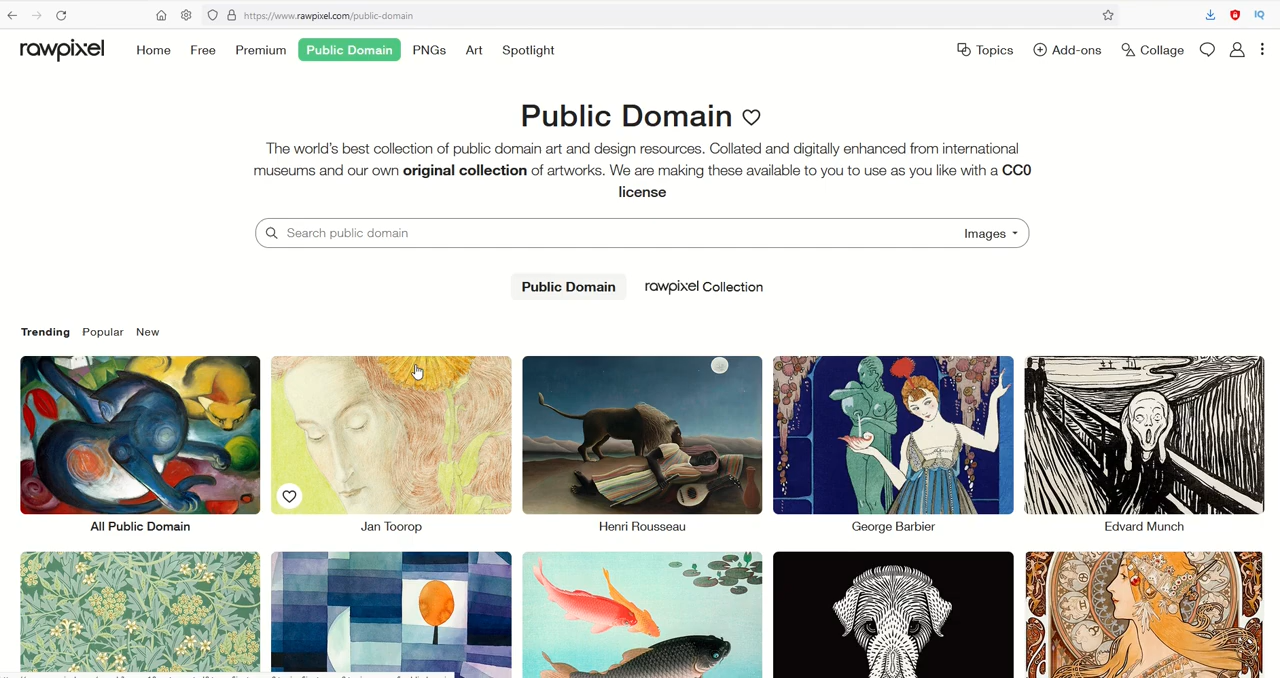 https://www.rawpixel.com/public-domain
IQ
rawpixel
Home Free Premium Public Domain PNGs Art Spotlight Topics Add-ons Collage
Public Domain
The world's best collection of public domain art and design resources. Collated and digitally enhanced from international
museums and our own original collection of artworks. We are making these available to you to use as you like with a CC0
license
Search public domain Images
Public Domain rawpixel Collection
Trending Popular New
All Public Domain Jan Toorop Henri Rousseau George Barbier Edvard Munch